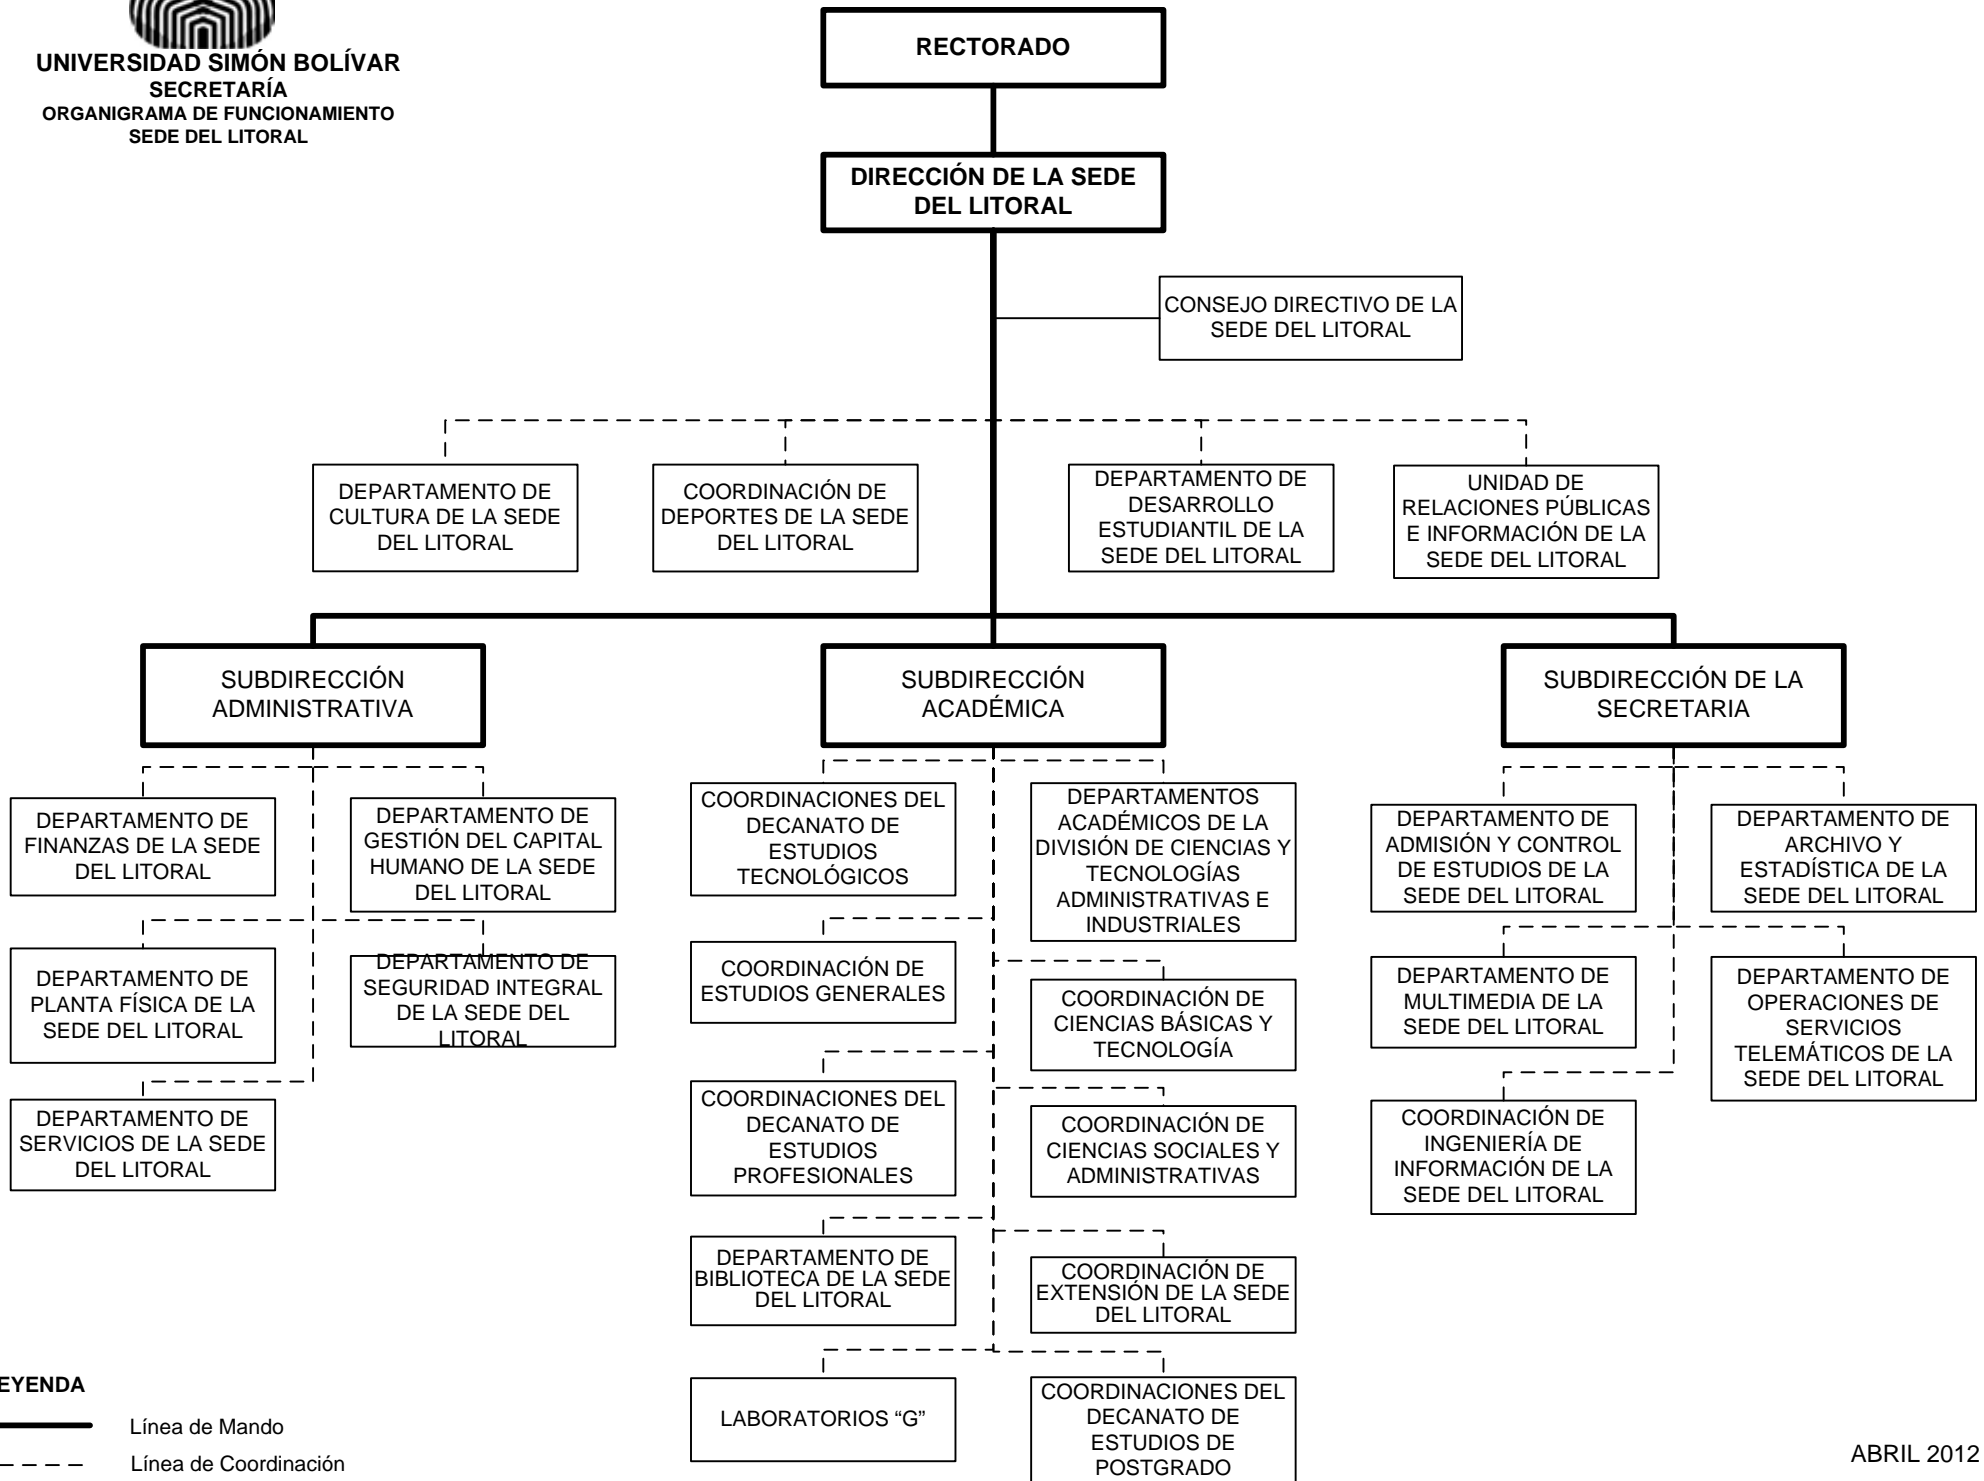 UNIVERSIDAD SIMÓN BOLÍVAR
SECRETARÍA
ORGANIGRAMA DE FUNCIONAMIENTO
SEDE DEL LITORAL
RECTORADO
DIRECCIÓN DE LA SEDE
DEL LITORAL
CONSEJO DIRECTIVO DE LA
SEDE DEL LITORAL
DEPARTAMENTO DE
CULTURA DE LA SEDE
DEL LITORAL
COORDINACIÓN DE
DEPORTES DE LA SEDE
DEL LITORAL
DEPARTAMENTO DE
DESARROLLO
ESTUDIANTIL DE LA
SEDE DEL LITORAL
UNIDAD DE
RELACIONES PÚBLICAS
E INFORMACIÓN DE LA
SEDE DEL LITORAL
SUBDIRECCIÓN
ADMINISTRATIVA
SUBDIRECCIÓN
ACADÉMICA
SUBDIRECCIÓN DE LA
SECRETARIA
DEPARTAMENTO DE
FINANZAS DE LA SEDE
DEL LITORAL
DEPARTAMENTO DE
GESTIÓN DEL CAPITAL
HUMANO DE LA SEDE
DEL LITORAL
DEPARTAMENTO DE
PLANTA FÍSICA DE LA
SEDE DEL LITORAL
DEPARTAMENTO DE
SEGURIDAD INTEGRAL
DE LA SEDE DEL
LITORAL
DEPARTAMENTO DE
SERVICIOS DE LA SEDE
DEL LITORAL
COORDINACIONES DEL
DECANATO DE
ESTUDIOS
TECNOLÓGICOS
DEPARTAMENTOS
ACADÉMICOS DE LA
DIVISIÓN DE CIENCIAS Y
TECNOLOGÍAS
ADMINISTRATIVAS E
INDUSTRIALES
COORDINACIÓN DE
ESTUDIOS GENERALES
COORDINACIÓN DE
CIENCIAS BÁSICAS Y
TECNOLOGÍA
COORDINACIONES DEL
DECANATO DE
ESTUDIOS
PROFESIONALES
COORDINACIÓN DE
CIENCIAS SOCIALES Y
ADMINISTRATIVAS
DEPARTAMENTO DE
BIBLIOTECA DE LA SEDE
DEL LITORAL
COORDINACIÓN DE
EXTENSIÓN DE LA SEDE
DEL LITORAL
LABORATORIOS “G”
COORDINACIONES DEL
DECANATO DE
ESTUDIOS DE
POSTGRADO
DEPARTAMENTO DE
ADMISIÓN Y CONTROL
DE ESTUDIOS DE LA
SEDE DEL LITORAL
DEPARTAMENTO DE
ARCHIVO Y
ESTADÍSTICA DE LA
SEDE DEL LITORAL
DEPARTAMENTO DE
MULTIMEDIA DE LA
SEDE DEL LITORAL
DEPARTAMENTO DE
OPERACIONES DE
SERVICIOS
TELEMÁTICOS DE LA
SEDE DEL LITORAL
COORDINACIÓN DE
INGENIERÍA DE
INFORMACIÓN DE LA
SEDE DEL LITORAL
EYENDA
Línea de Mando
Línea de Coordinación
ABRIL 2012